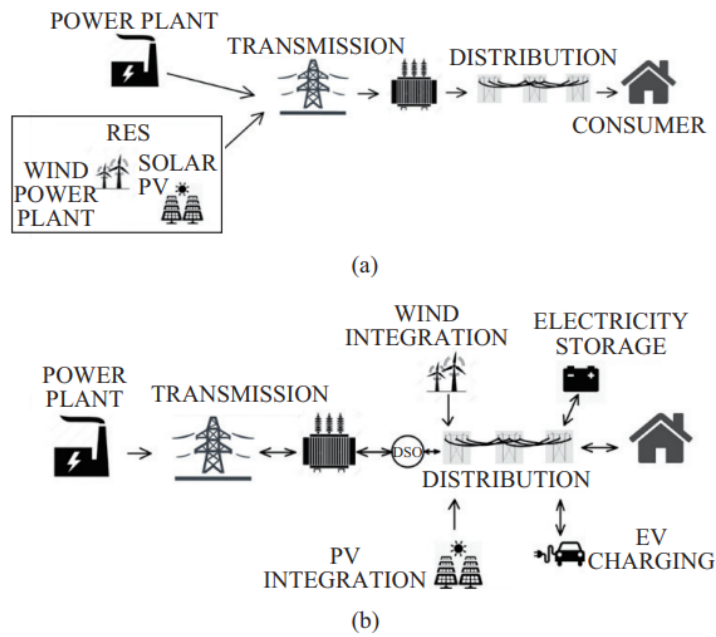 POWER PLANT
TRANSMISSION
DISTRIBUTION
CONSUMER
RES
WIND
POWER
PLANT
SOLAR
PV
(a)
WIND
INTEGRATION
ELECTRICITY
STORAGE
POWER
PLANT
TRANSMISSION
DSO
DISTRIBUTION
PV
INTEGRATION
EV
CHARGING
(b)